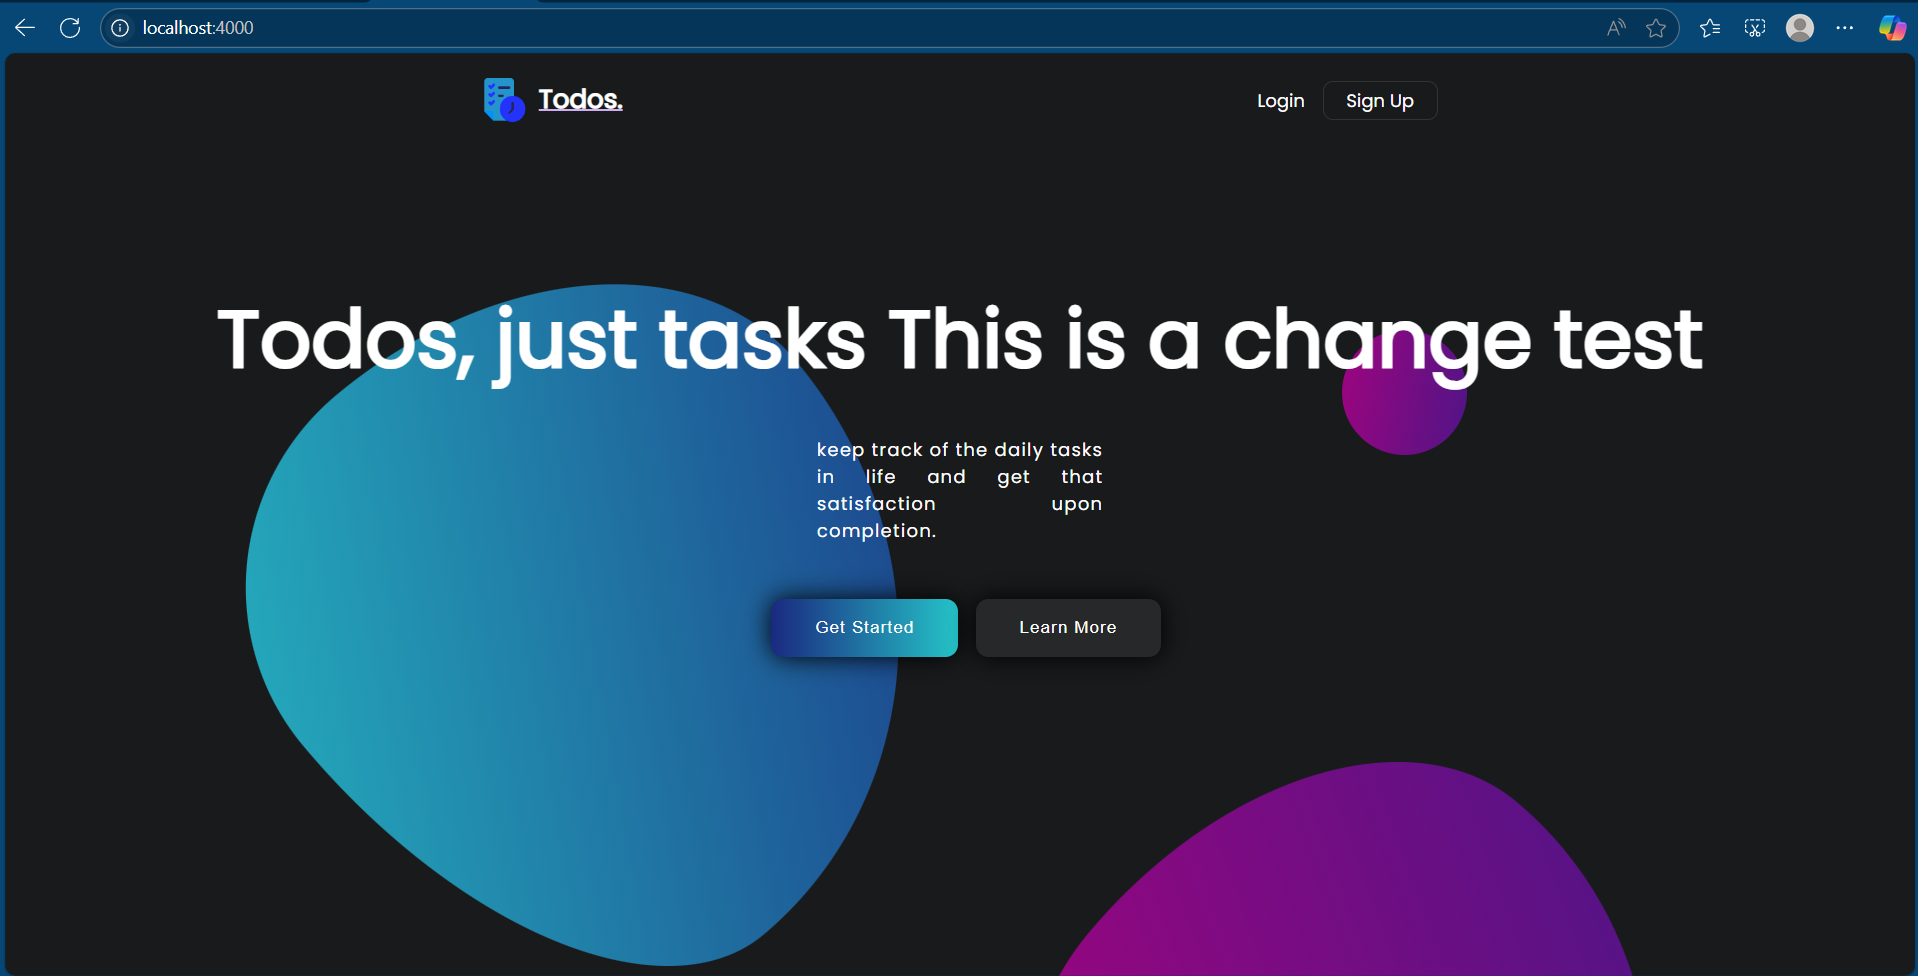 localhost:4000
Todos.
Login
Sign Up
Todos, just tasks This is a change test
keep track of the daily tasks
in life and get that
satisfaction upon
completion.
Get Started
Learn More